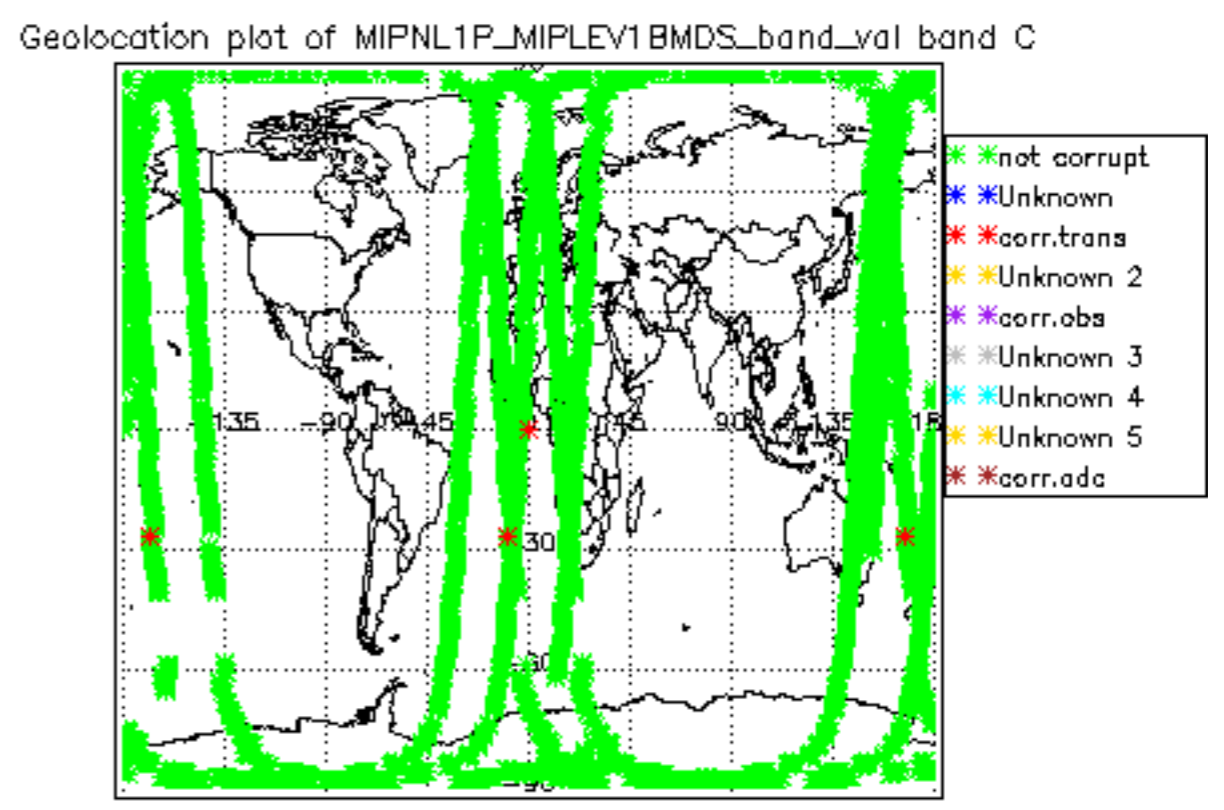 Geolocation plot of MIPNL1P_MIPLEV1BMDS_band_val band C
not corrupt
Unknown
corr.trans
Unknown 2
corr.obs
Unknown 3
Unknown 4
Unknown 5
corr.adc
-135 -90 45 45 90 135
30
-60
-90